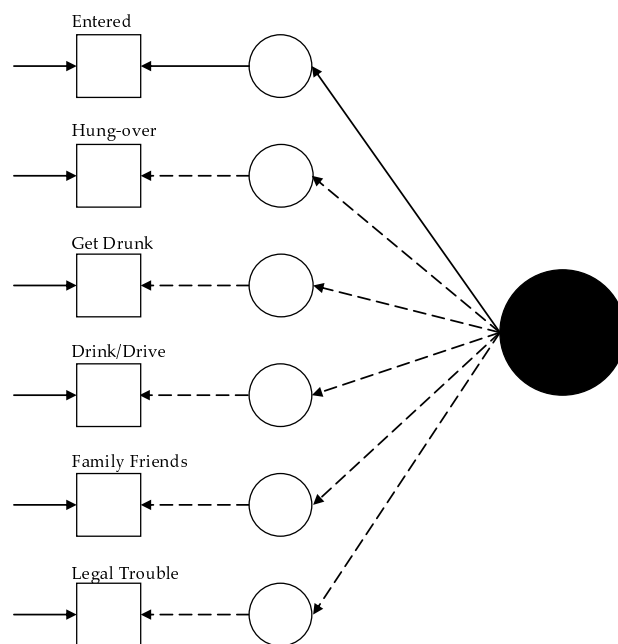 Entered
Hung-over
Get Drunk
Drink/Drive
Family Friends
Legal Trouble